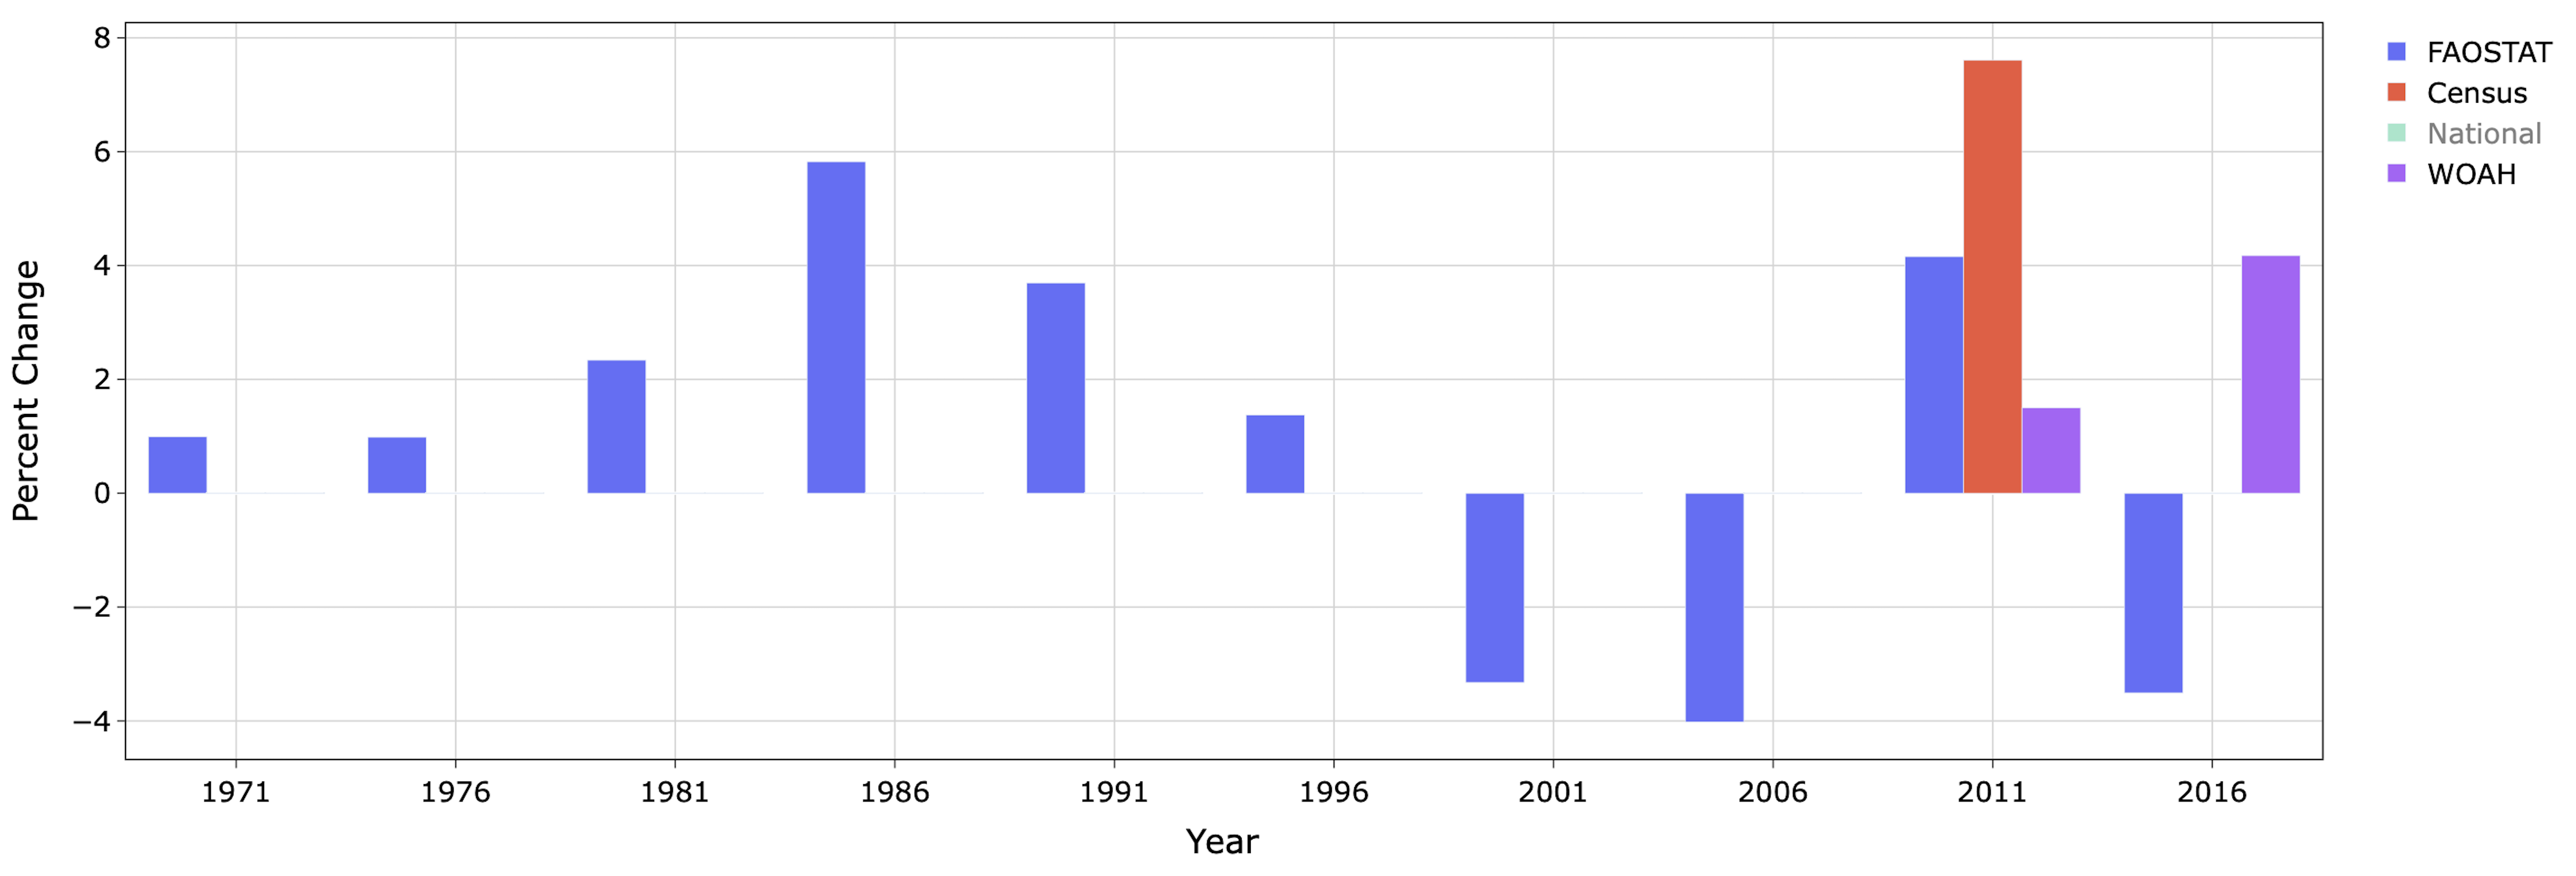 Percent Change
8
6
4
2
0
−2
−4
1971 1976 1981 1986 1991 1996 2001 2006 2011 2016
Year
FAOSTAT
Census
National
WOAH